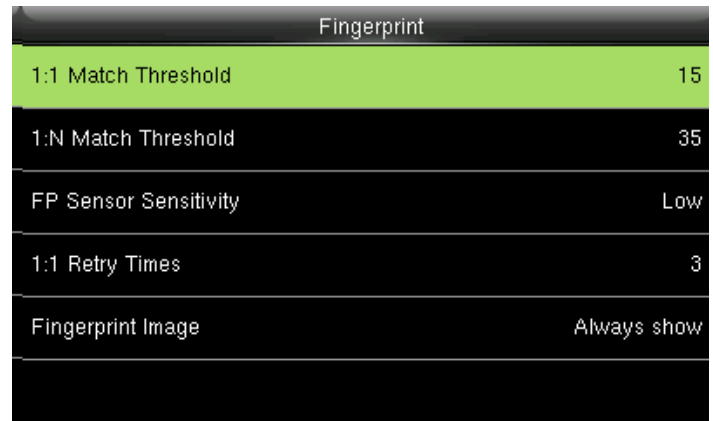 Fingerprint
1:1 Match Threshold 15
1:N Match Threshold 35
FP Sensor Sensitivity Low
1:1 Retry Times 3
Fingerprint Image Always show